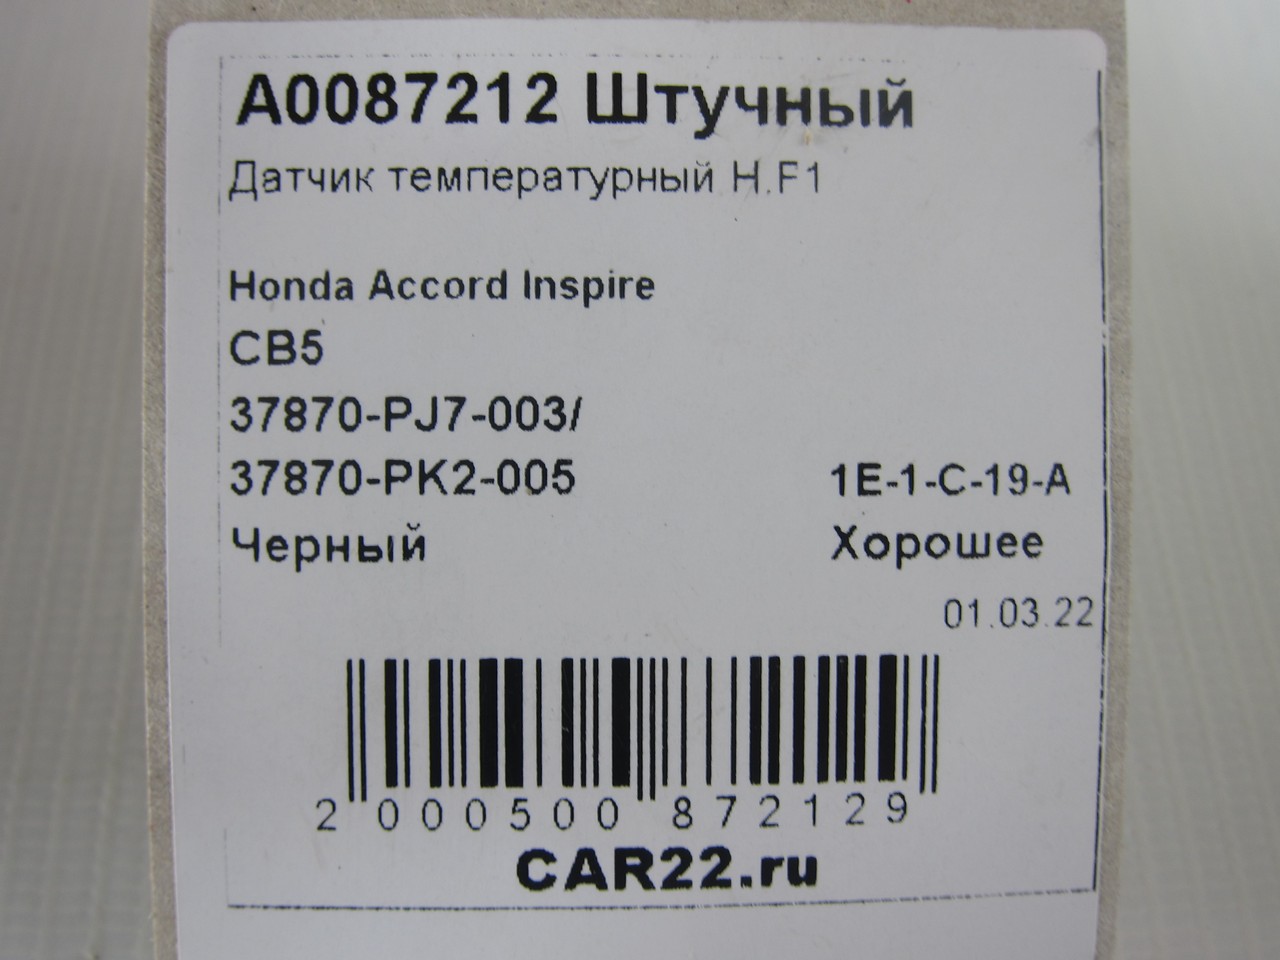 A0087212 Штучный
Датчик температурный H.F1
Honda Accord Inspire
CB5
37870-PJ7-003/
37870-PK2-005
1E-1-C-19-A
Черный
Хорошее
01.03.22
2 000500 872129
CAR22.ru